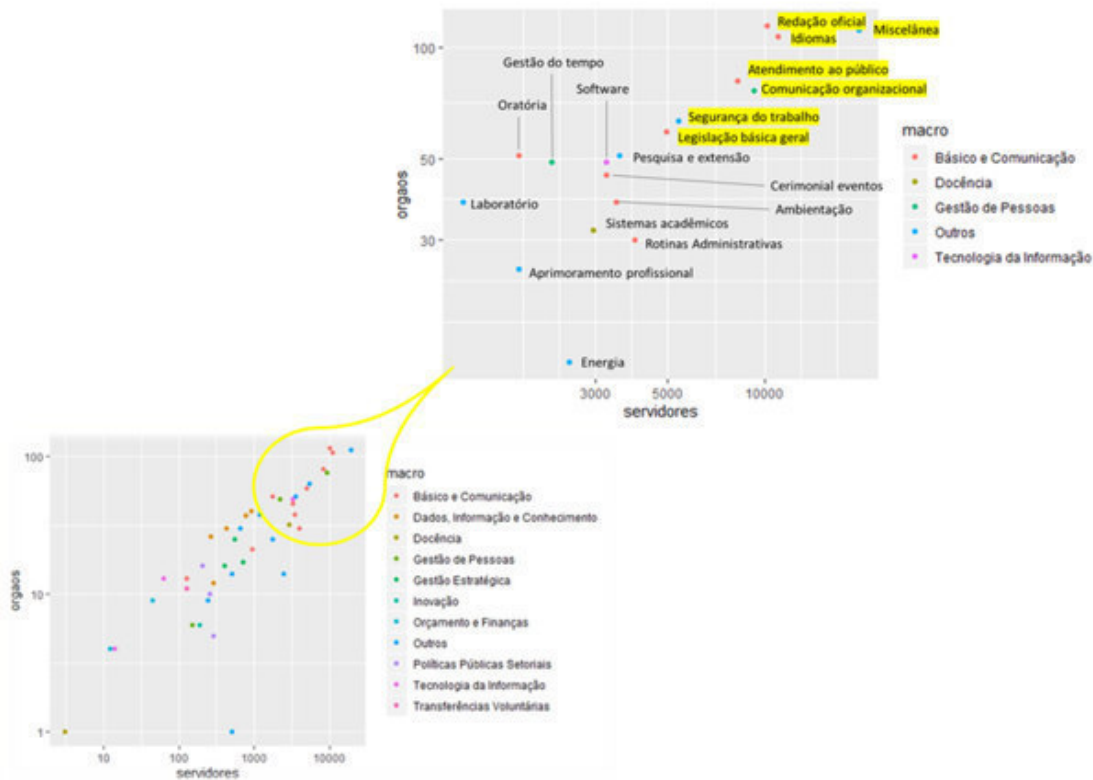 Redação oficial
100
Idiomas
Miscelânea
Gestão do tempo
Atendimento ao público
Software
Comunicação organizacional
Oratória
Segurança do trabalho
Legislação básica geral
macro
50
Pesquisa e extensão
Básico e Comunicação
orgaos
Cerimonial eventos
Docência
Laboratório
Ambientação
Gestão de Pessoas
Sistemas acadêmicos
Outros
30
Rotinas Administrativas
Tecnologia da Informação
Aprimoramento profissional
Energia
3000
5000
10000
servidores
100
macro
Básico e Comunicação
Dados, Informação e Conhecimento
Docência
Gestão de Pessoas
Gestão Estratégica
orgaos
10
Inovação
Orçamento e Finanças
Outros
Políticas Públicas Setoriais
Tecnologia da Informação
Transferências Voluntárias
1
10
100
1000
10000
servidores